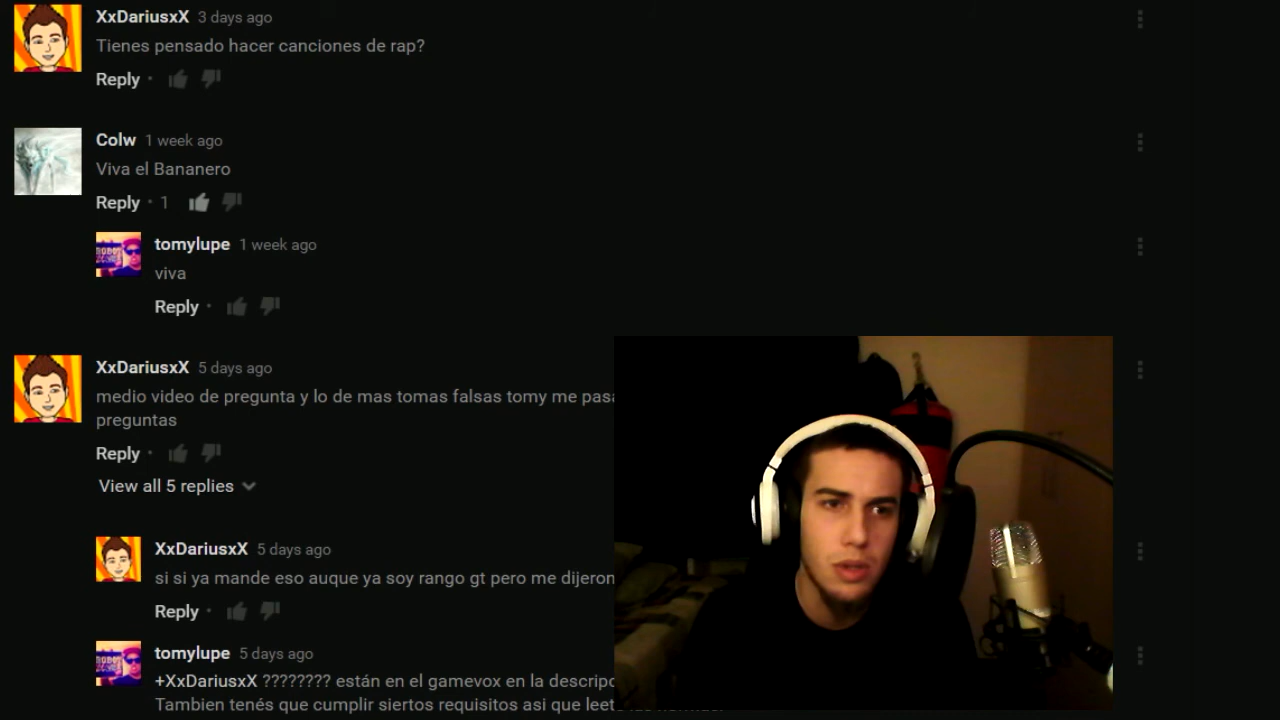 XxDariusxX 3 days ago
Tienes pensado hacer canciones de rap?
Reply
Colw 1 week ago
Viva el Bananero
Reply · 1
tomylupe 1 week ago
viva
Reply
XxDariusxX 5 days ago
medio video de pregunta y lo de mas tomas falsas tomy me
preguntas
Reply
View all 5 replies
XxDariusxX 5 days ago
si si ya mande eso auque ya soy rango gt pero me dijeron
Reply
tomylupe 5 days ago
+XxDariusxX ???????? están en el gamevox en la
Tambien tenés que cumplir siertos requisitos asi que